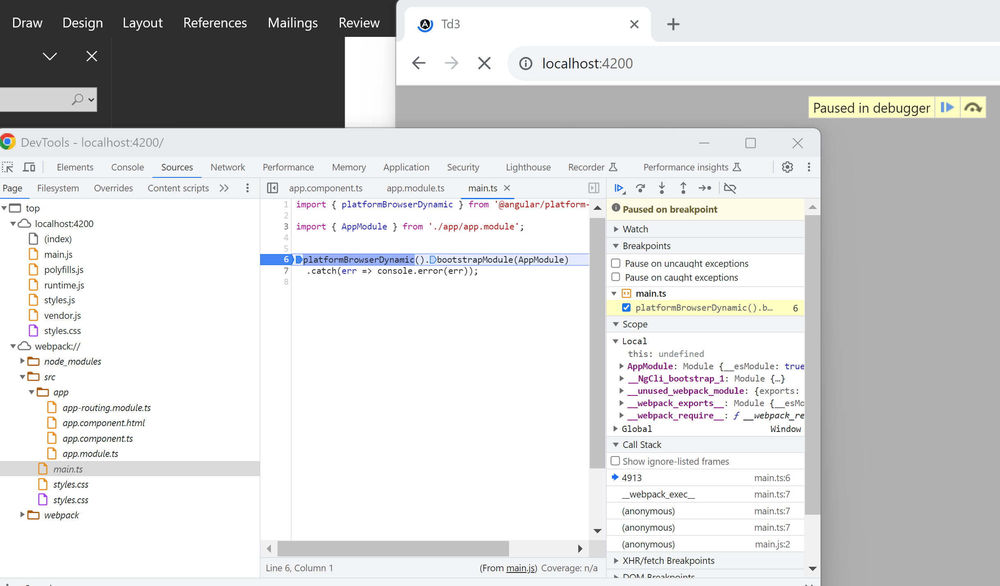 Draw Design Layout References Mailings Review
Td3
localhost:4200
Paused in debugger
DevTools - localhost:4200/
Elements Console Sources Network Performance Memory Application Security Lighthouse Recorder Performance insights
Page Filesystem Overrides Content scripts
top
localhost:4200
(index)
main.js
polyfills.js
runtime.js
styles.js
vendor.js
styles.css
webpack://
node_modules
src
app
app-routing.module.ts
app.component.html
app.component.ts
app.module.ts
main.ts
styles.css
styles.css
webpack
app.component.ts app.module.ts main.ts
1 import { platformBrowserDynamic } from '@angular/platform-
2
3 import { AppModule } from './app/app.module';
4
5
6 platformBrowserDynamic().bootstrapModule(AppModule)
7 .catch(err => console.error(err));
8
Line 6, Column 1 (From main.js) Coverage: n/a
Paused on breakpoint
Watch
Breakpoints
Pause on uncaught exceptions
Pause on caught exceptions
main.ts
platformBrowserDynamic().b… 6
Scope
Local
this: undefined
AppModule: Module {__esModule: true
__NgCli_bootstrap_1: Module {…}
__unused_webpack_module: {exports:
__webpack_exports__: Module {__esMo
__webpack_require__: ƒ __webpack_re
Global Window
Call Stack
Show ignore-listed frames
4913 main.ts:6
__webpack_exec__ main.ts:7
(anonymous) main.ts:7
(anonymous) main.ts:7
(anonymous) main.js:2
XHR/fetch Breakpoints
DOM Breakpoints